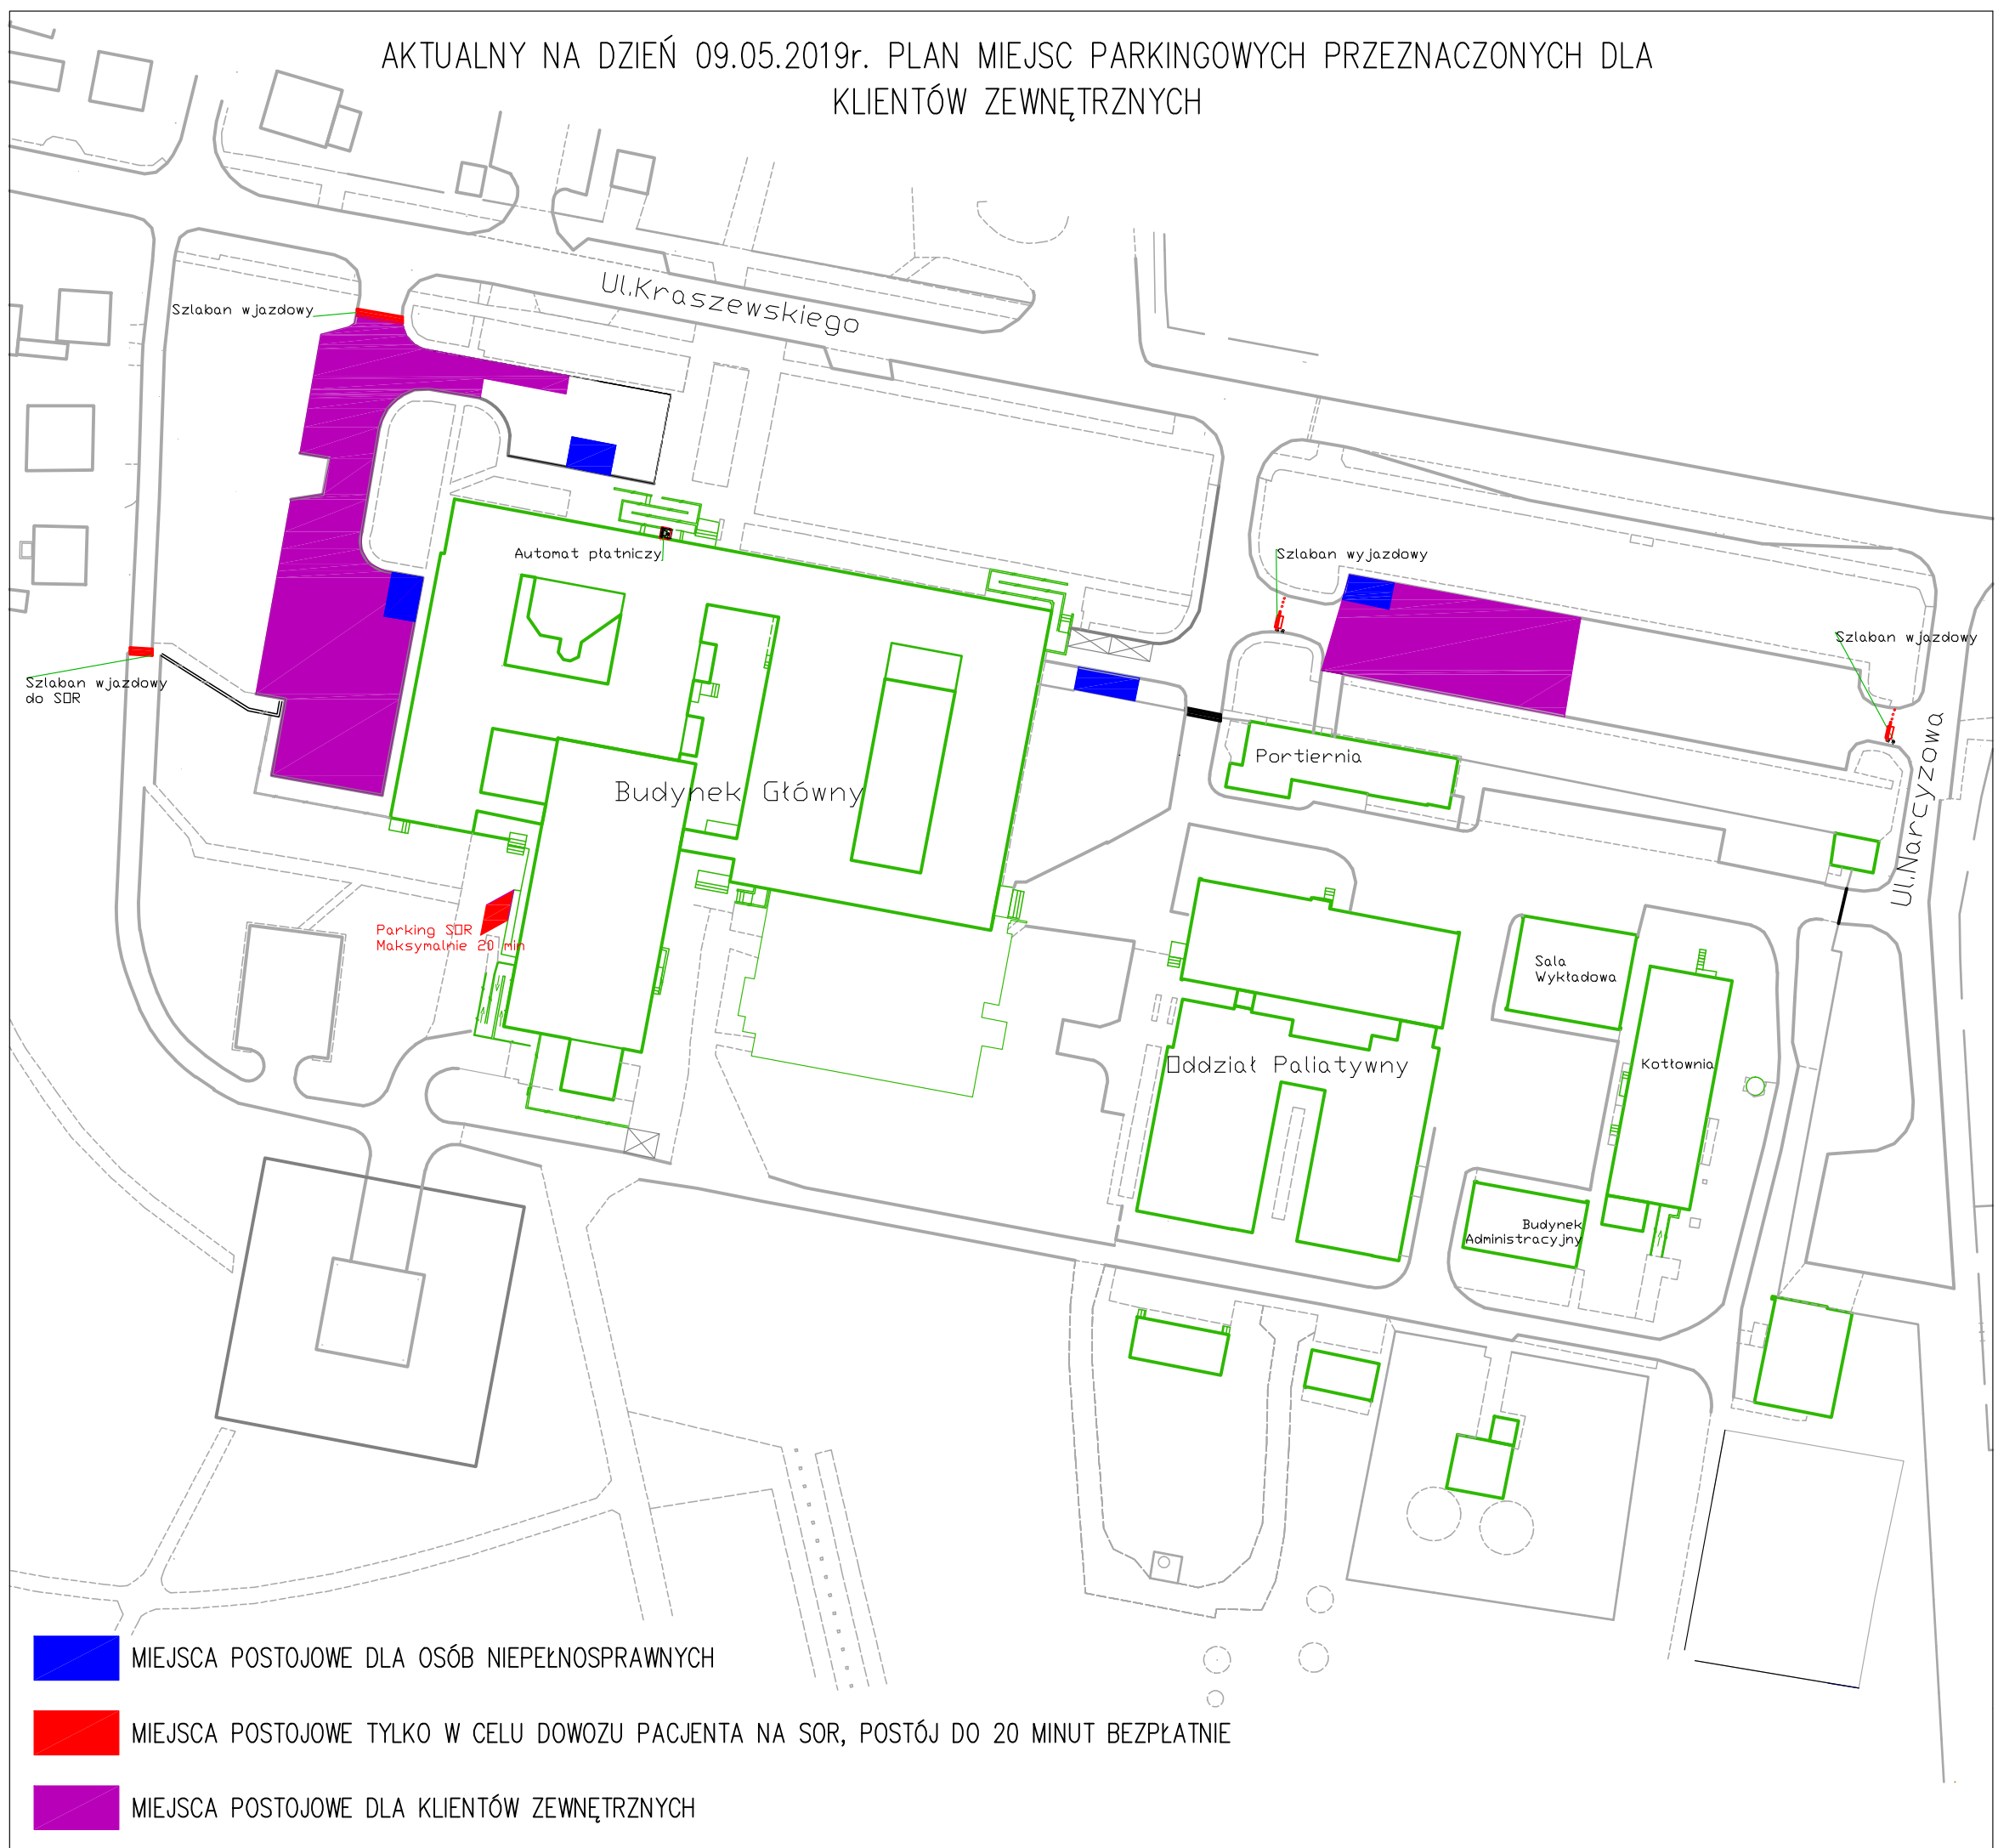 AKTUALNY NA DZIEŃ 09.05.2019r. PLAN MIEJSC PARKINGOWYCH PRZEZNACZONYCH DLA
KLIENTÓW ZEWNĘTRZNYCH
Ul.Kraszewskiego
Szlaban wjazdowy
Automat płatniczy
Szlaban wyjazdowy
Szlaban wjazdowy
Szlaban wjazdowy
do SOR
Ul.Narcyzowa
Portiernia
Budynek Główny
Parking SOR
Maksymalnie 20 min
Sala
Wykładowa
Oddział Paliatywny
Kotłownia
Budynek
Administracyjny
MIEJSCA POSTOJOWE DLA OSÓB NIEPEŁNOSPRAWNYCH
MIEJSCA POSTOJOWE TYLKO W CELU DOWOZU PACJENTA NA SOR, POSTÓJ DO 20 MINUT BEZPŁATNIE
MIEJSCA POSTOJOWE DLA KLIENTÓW ZEWNĘTRZNYCH